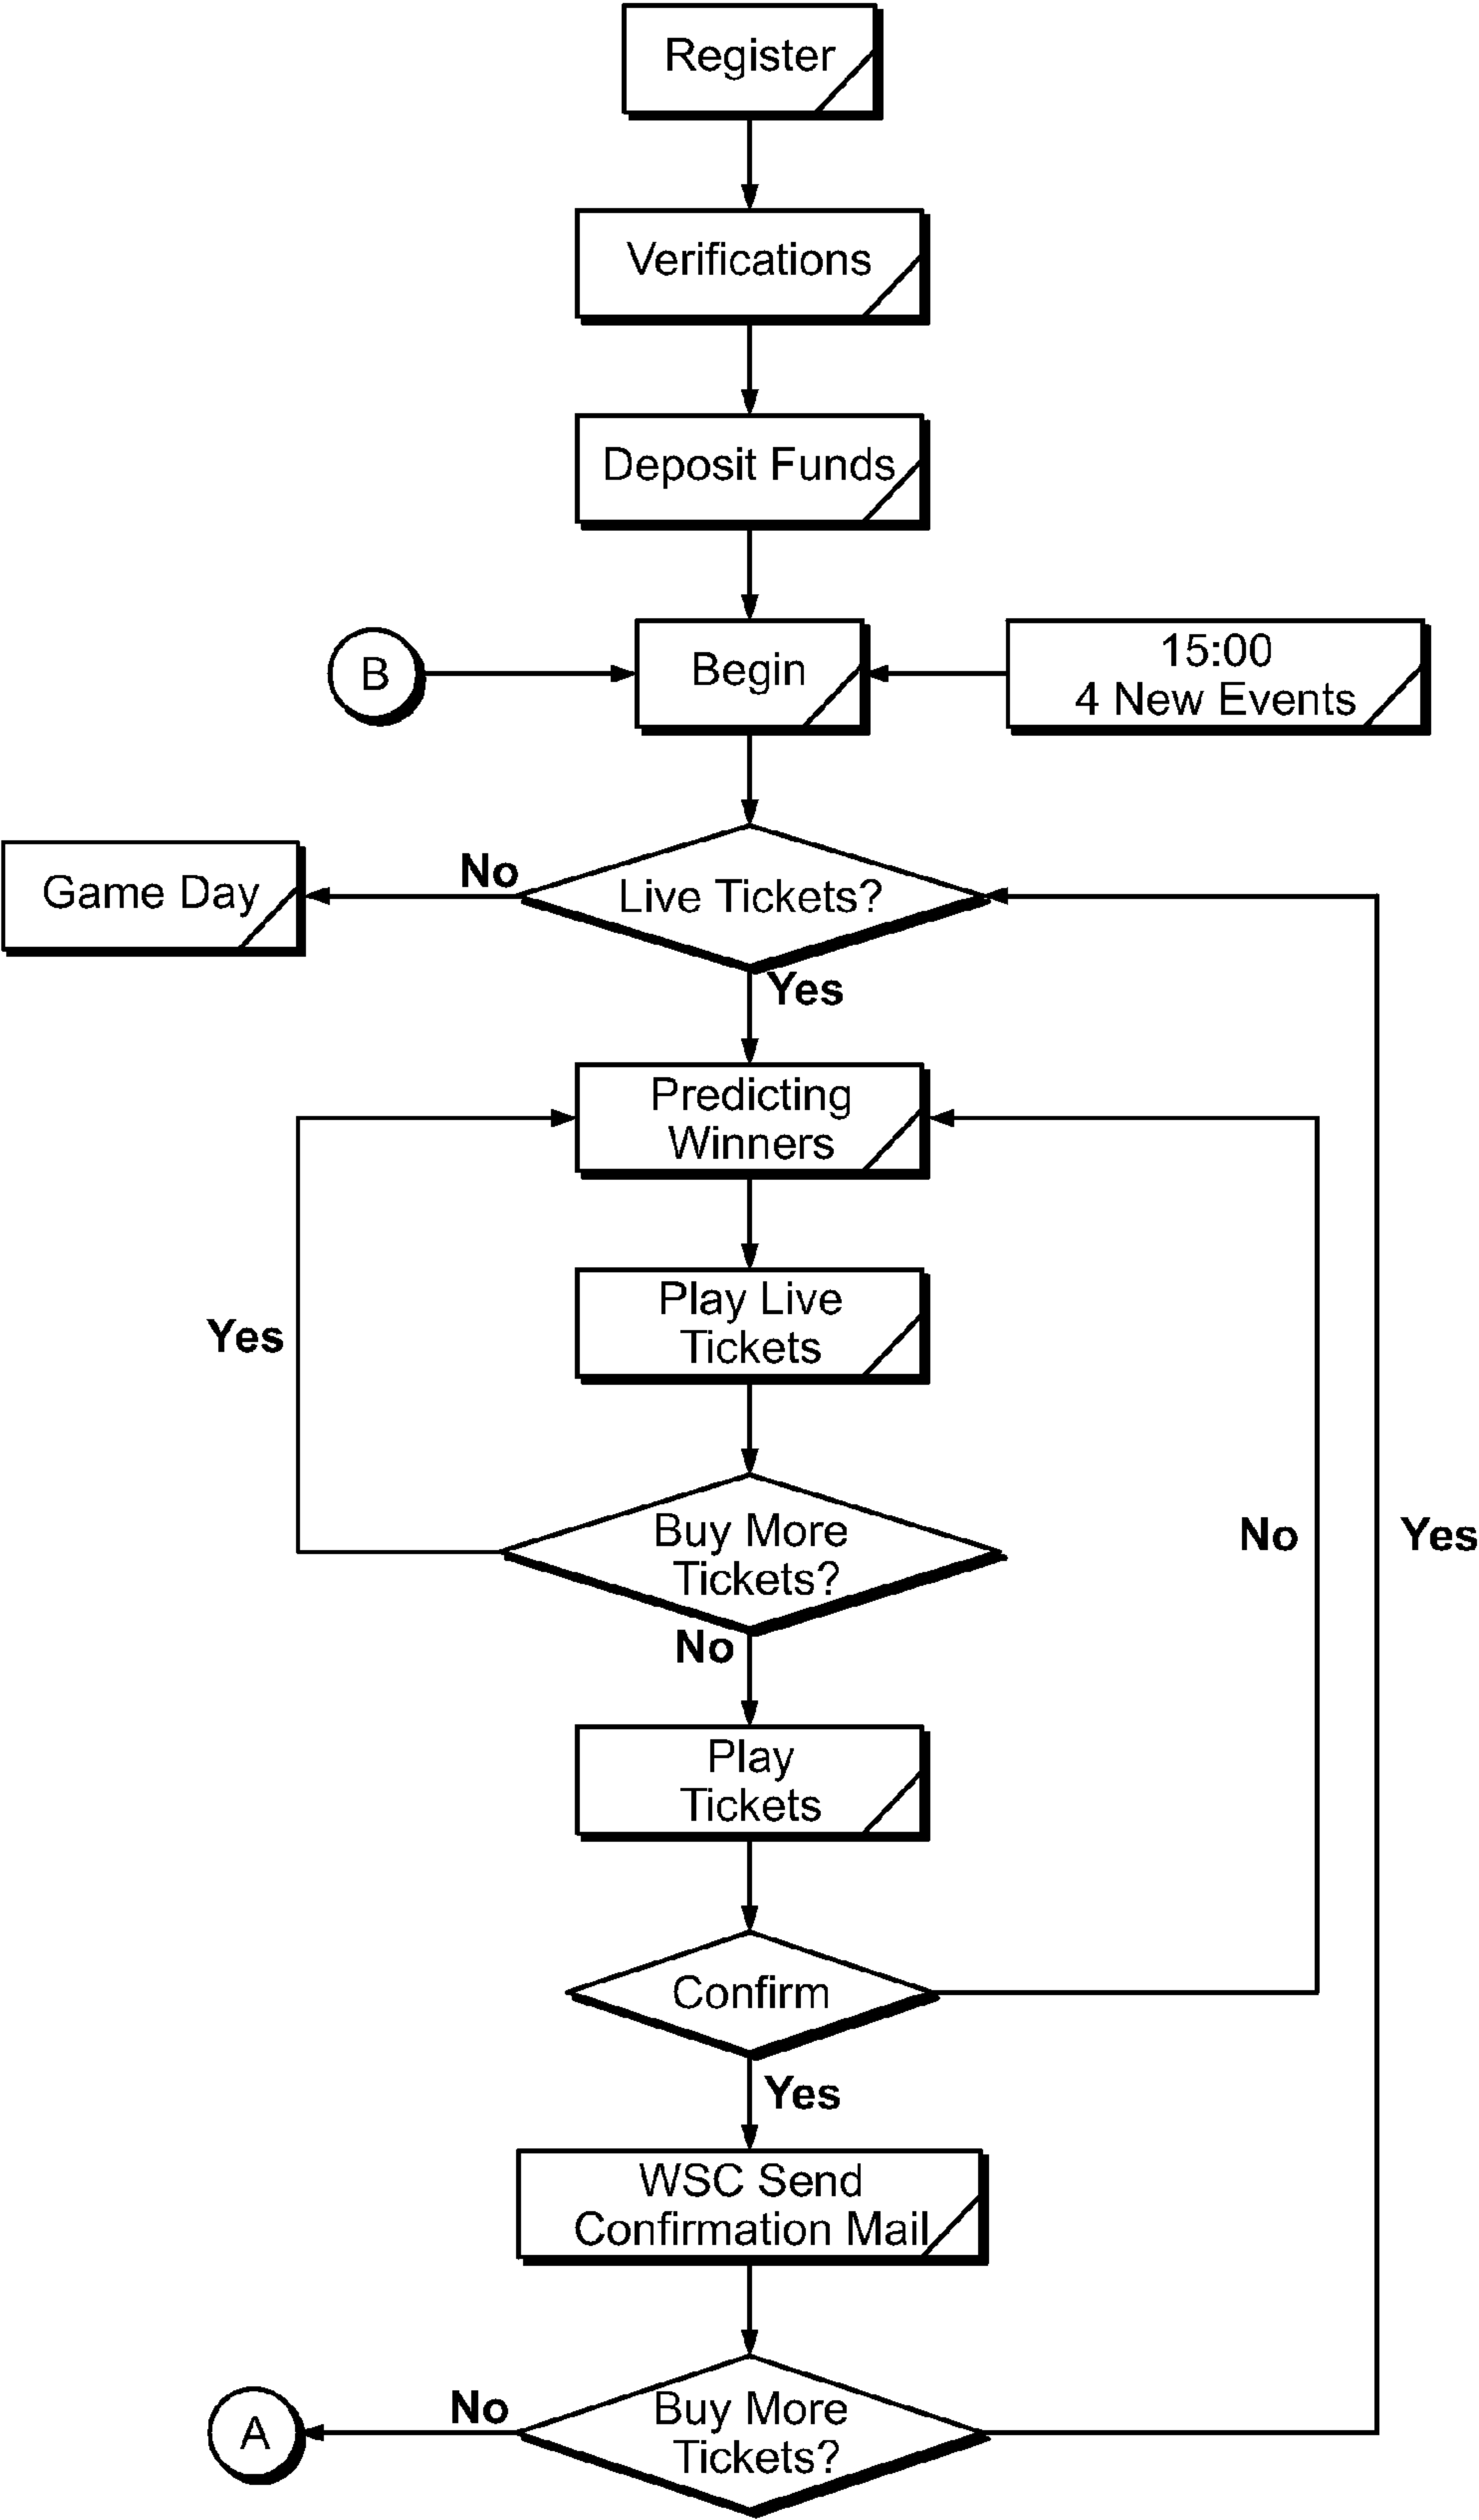 Register
Verifications
Deposit Funds
B
Begin
15:00
4 New Events
Game Day
No
Live Tickets?
Yes
Predicting
Winners
Play Live
Tickets
Yes
Buy More
Tickets?
No
Yes
No
Play
Tickets
Confirm
Yes
WSC Send
Confirmation Mail
A
No
Buy More
Tickets?